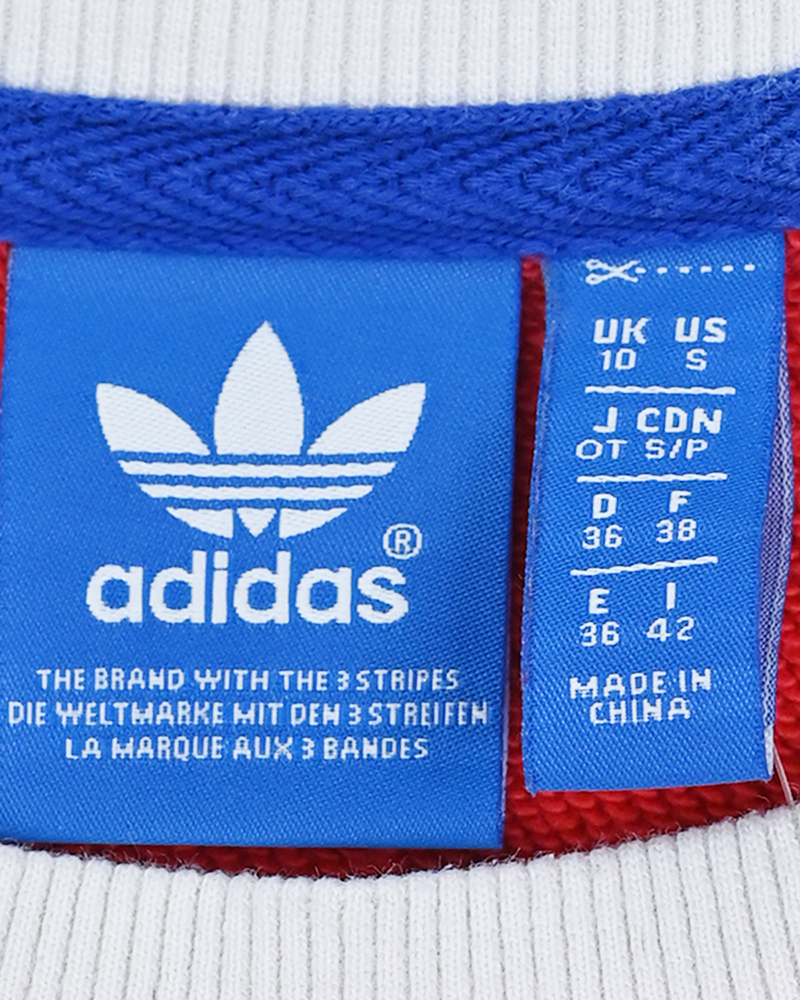 adidas®
THE BRAND WITH THE 3 STRIPES
DIE WELTMARKE MIT DEN 3 STREIFEN
LA MARQUE AUX 3 BANDES
UK US
10 S
J CDN
OT S/P
D F
36 38
E I
36 42
MADE IN
CHINA